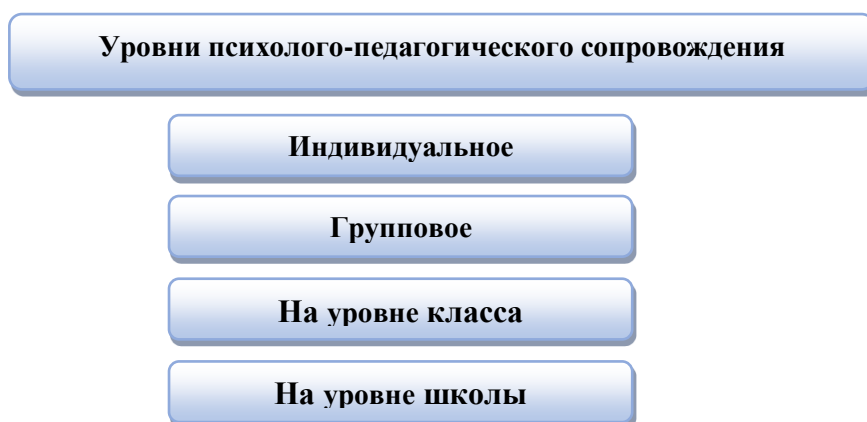 Уровни психолого-педагогического сопровождения
Индивидуальное
Групповое
На уровне класса
На уровне школы